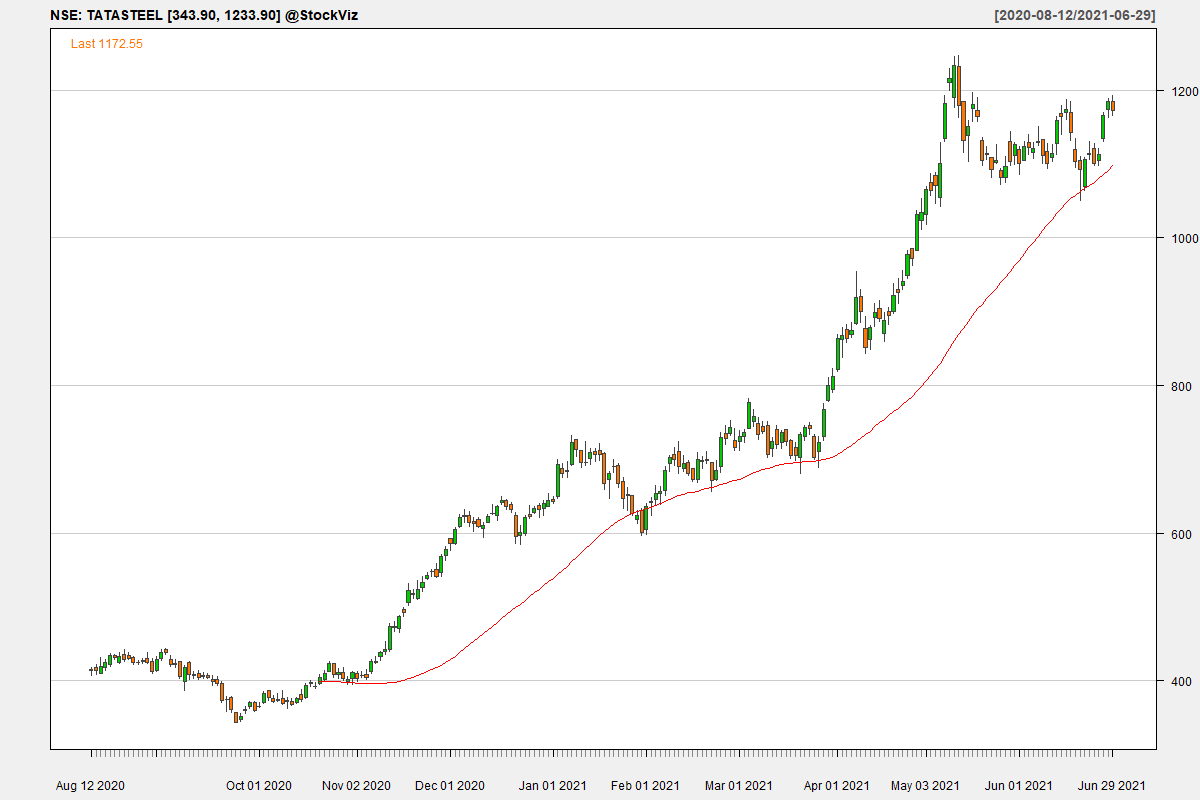 NSE: TATASTEEL [343.90, 1233.90] @StockViz [2020-08-12/2021-06-29]
Last 1172.55
1200
1000
800
600
400
Aug 12 2020 Oct 01 2020 Nov 02 2020 Dec 01 2020 Jan 01 2021 Feb 01 2021 Mar 01 2021 Apr 01 2021 May 03 2021 Jun 01 2021 Jun 29 2021